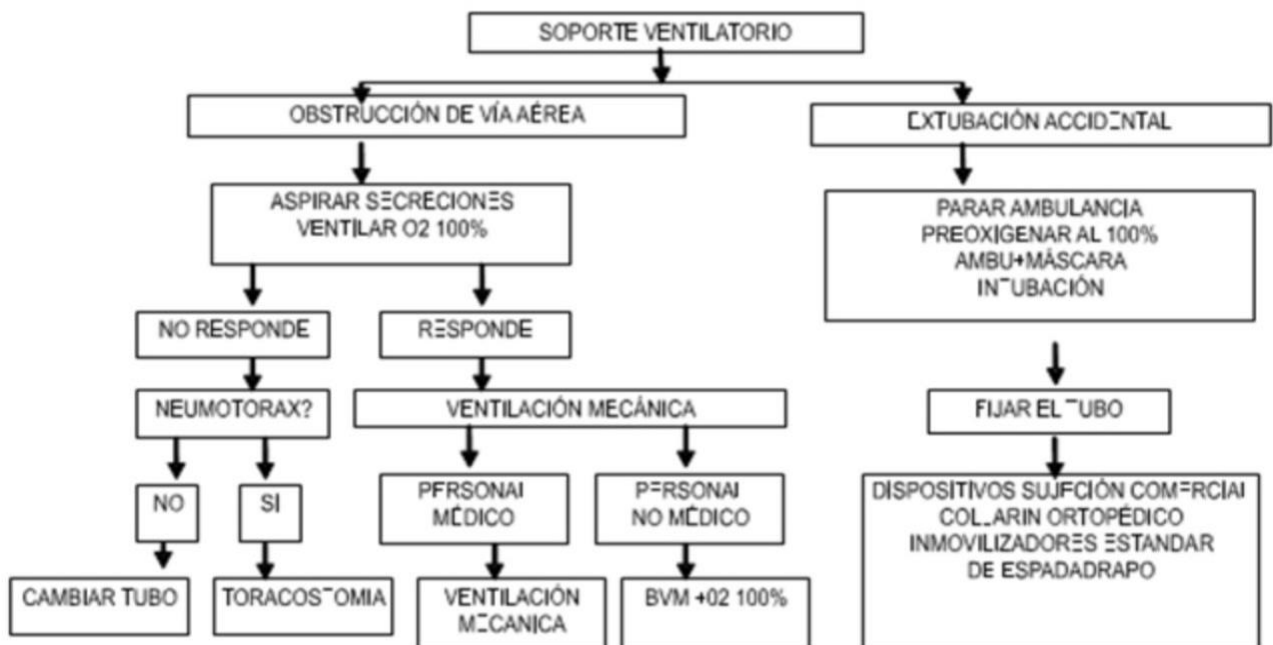 SOPORTE VENTILATORIO
OBSTRUCCIÓN DE VÍA AÉREA
EXTUBACIÓN ACCIDENTAL
ASPIRAR SECRECIONES
VENTILAR O2 100%
PARAR AMBULANCIA
PREOXIGENAR AL 100%
AMBU+MÁSCARA
INTUBACIÓN
NO RESPONDE
RESPONDE
NEUMOTORAX?
VENTILACIÓN MECÁNICA
FIJAR EL TUBO
NO
SI
PERSONAL
MÉDICO
PERSONAL
NO MÉDICO
DISPOSITIVOS SUJECIÓN COMERCIAL
COLLARIN ORTOPÉDICO
INMOVILIZADORES ESTANDAR
DE ESPADADRAPO
CAMBIAR TUBO
TORACOSTOMIA
VENTILACIÓN
MECANICA
BVM +02 100%